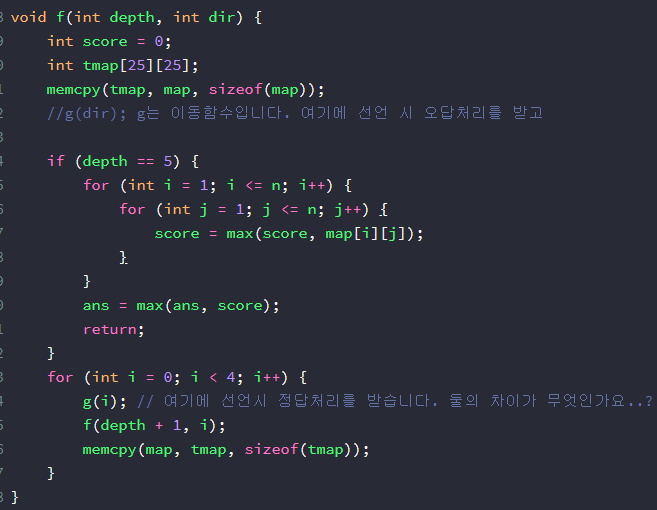 void f(int depth, int dir) {
int score = 0;
int tmap[25][25];
memcpy(tmap, map, sizeof(map));
//g(dir); g는 이동함수입니다. 여기에 선언 시 오답처리를 받고
if (depth == 5) {
for (int i = 1; i <= n; i++) {
for (int j = 1; j <= n; j++) {
score = max(score, map[i][j]);
}
}
ans = max(ans, score);
return;
}
for (int i = 0; i < 4; i++) {
g(i); // 여기에 선언시 정답처리를 받습니다. 둘의 차이가 무엇인가요..?
f(depth + 1, i);
memcpy(map, tmap, sizeof(tmap));
}
}